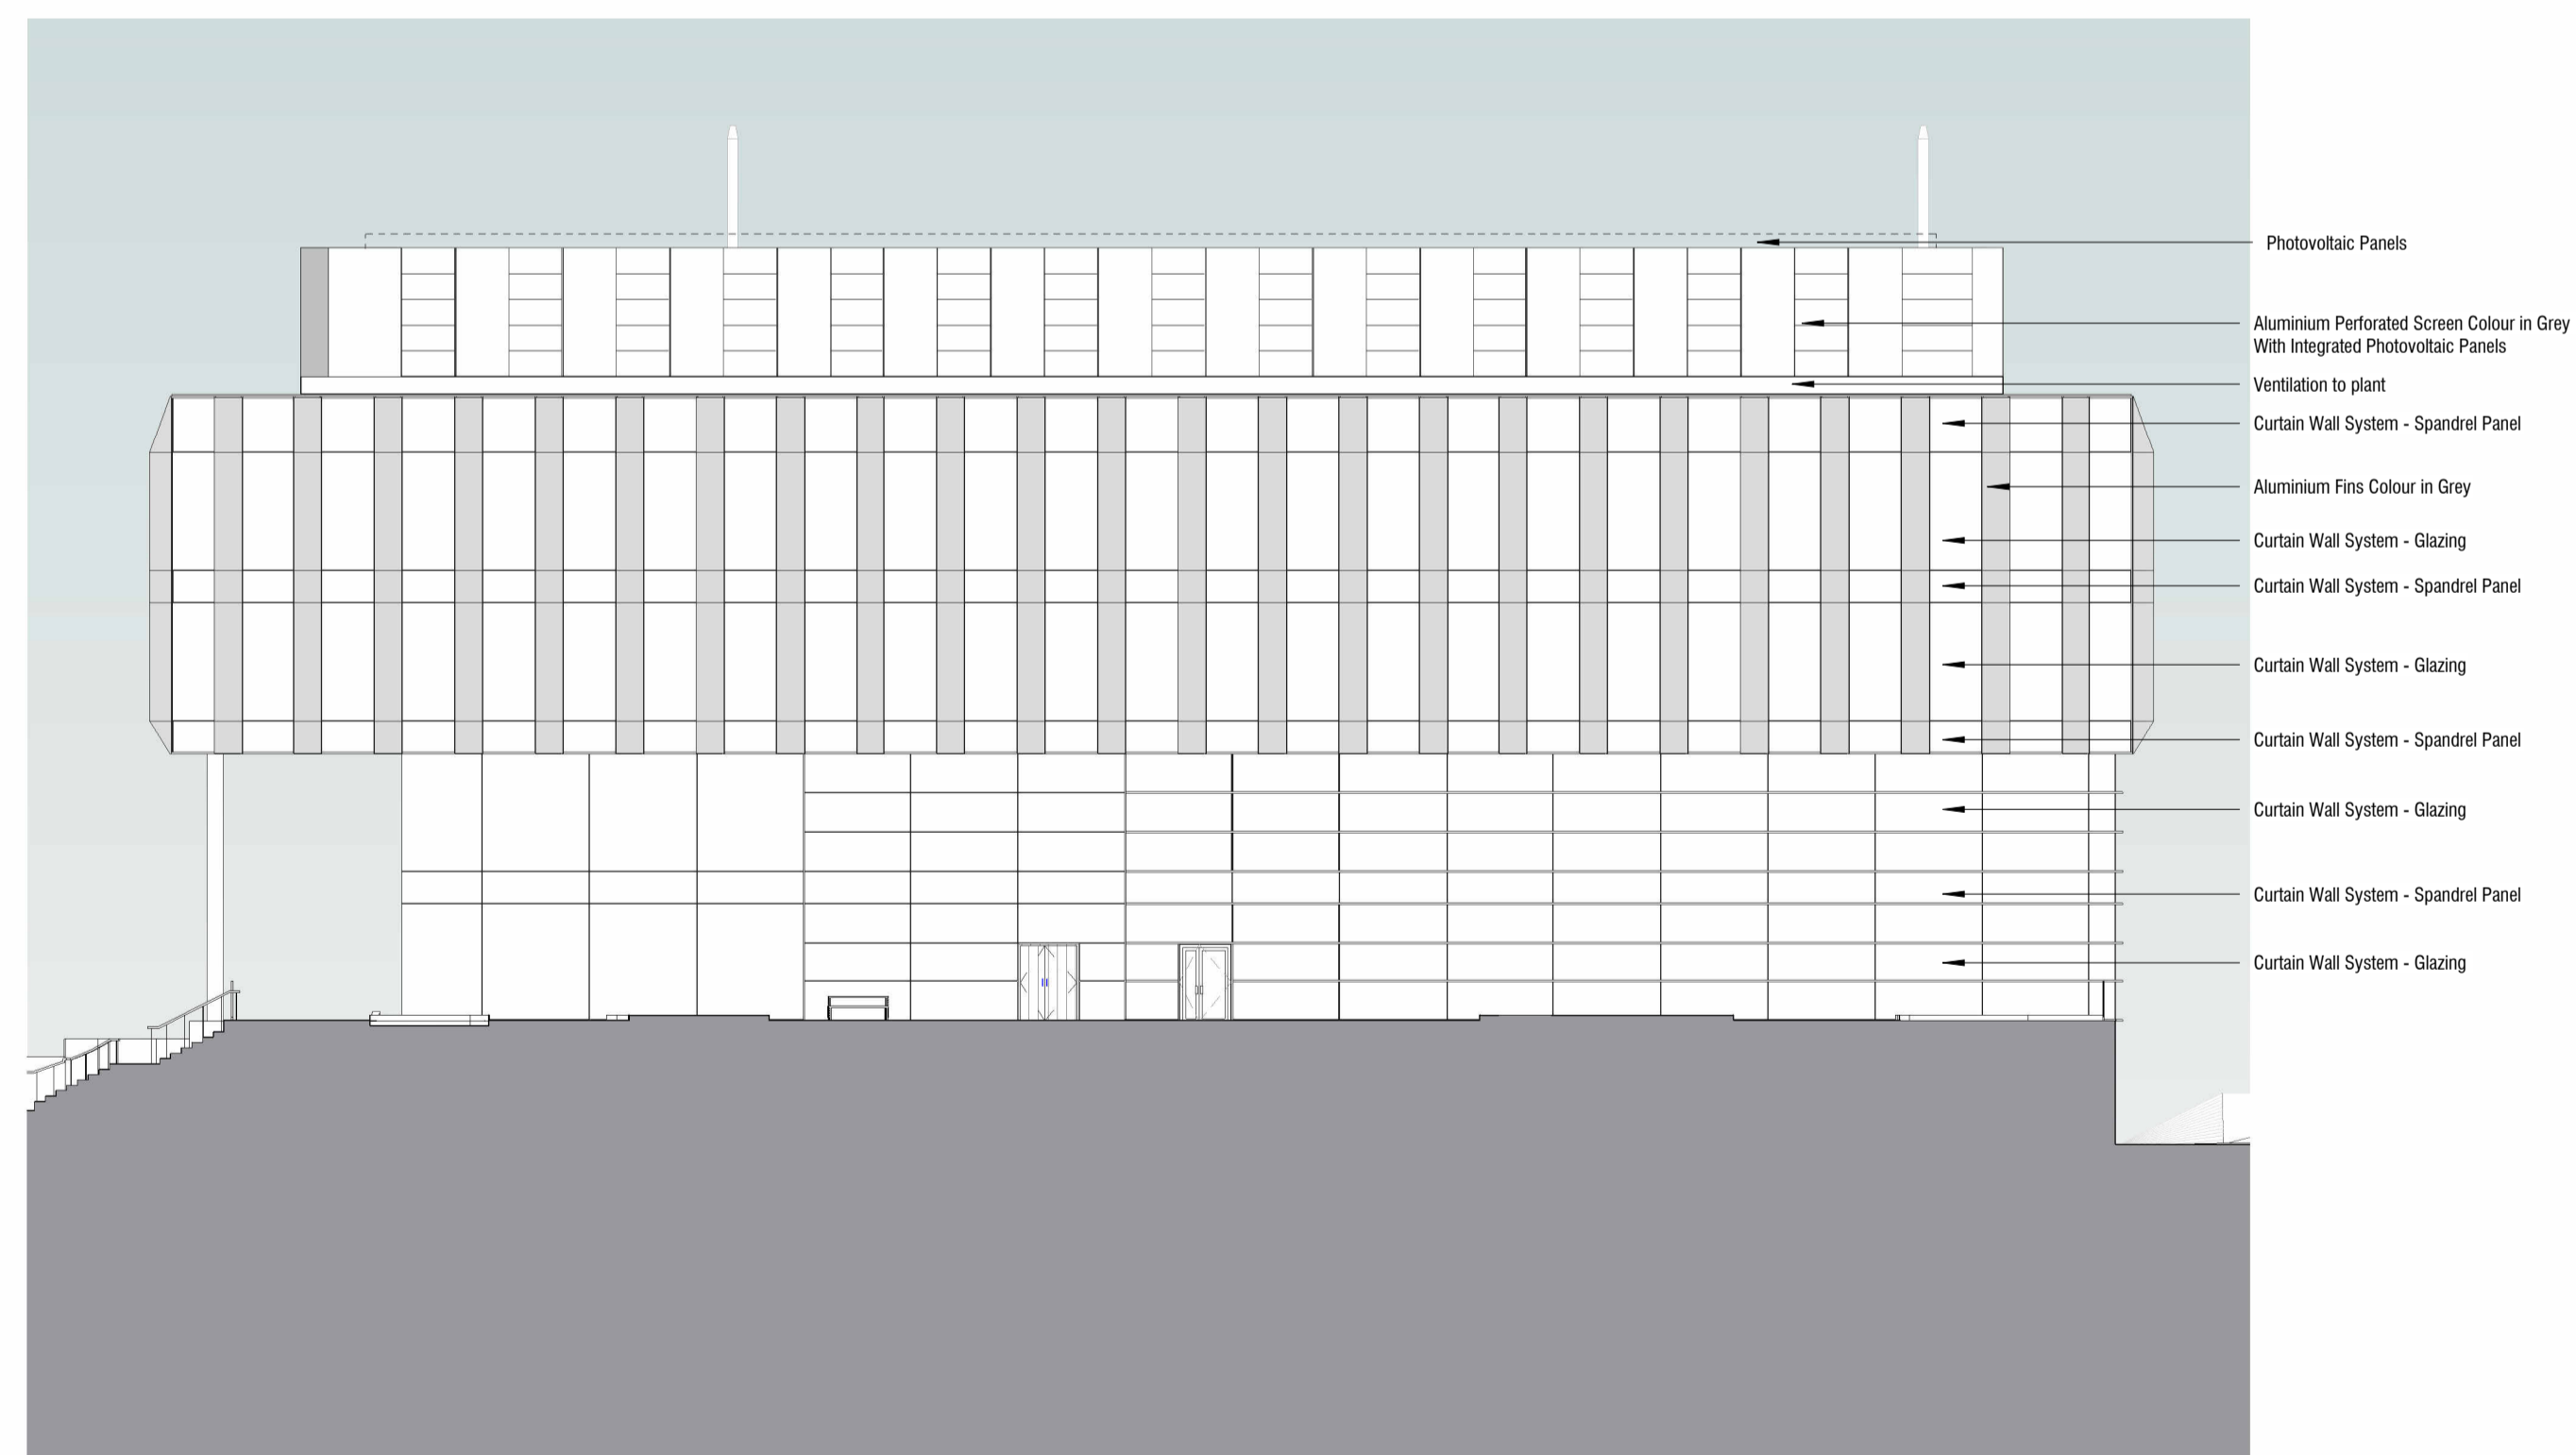 Photovoltaic Panels
Aluminium Perforated Screen Colour in Grey
With Integrated Photovoltaic Panels
Ventilation to plant
Curtain Wall System - Spandrel Panel
Aluminium Fins Colour in Grey
Curtain Wall System - Glazing
Curtain Wall System - Spandrel Panel
Curtain Wall System - Glazing
Curtain Wall System - Spandrel Panel
Curtain Wall System - Glazing
Curtain Wall System - Spandrel Panel
Curtain Wall System - Glazing